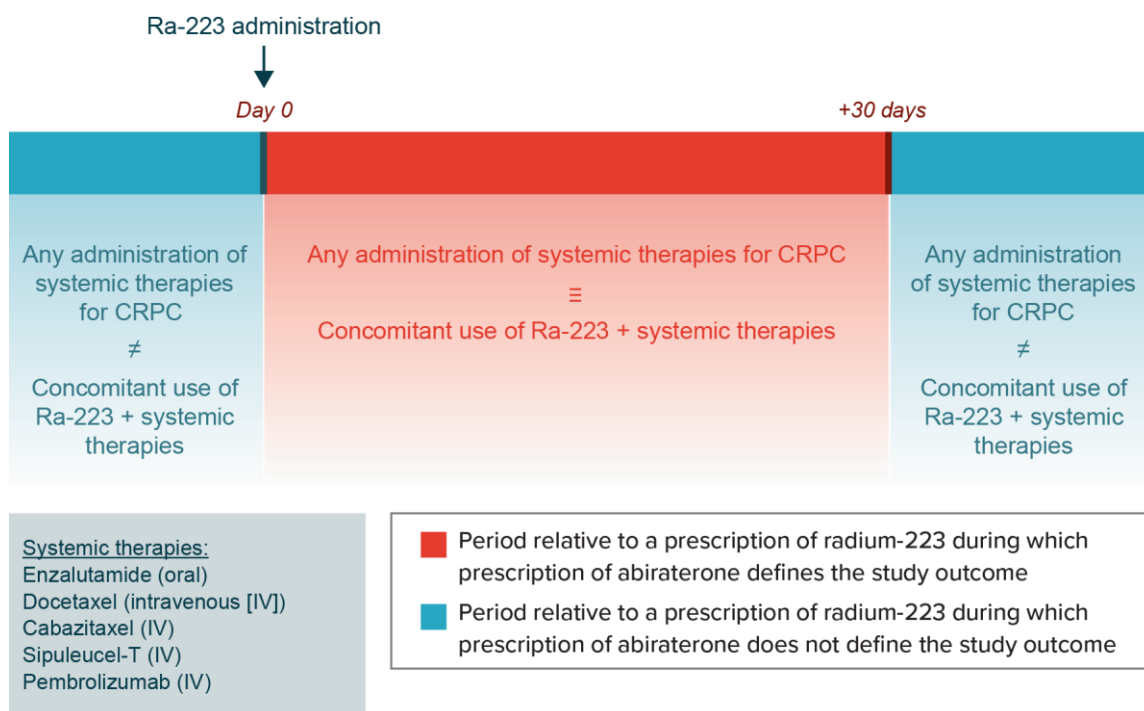 Ra-223 administration
Day 0
+30 days
Any administration of
systemic therapies
for CRPC
≠
Concomitant use of
Ra-223 + systemic
therapies
Any administration of systemic therapies for CRPC
≡
Concomitant use of Ra-223 + systemic therapies
Any administration
of systemic therapies
for CRPC
≠
Concomitant use of
Ra-223 + systemic
therapies
Systemic therapies:
Enzalutamide (oral)
Docetaxel (intravenous [IV])
Cabazitaxel (IV)
Sipuleucel-T (IV)
Pembrolizumab (IV)
Period relative to a prescription of radium-223 during which
prescription of abiraterone defines the study outcome
Period relative to a prescription of radium-223 during which
prescription of abiraterone does not define the study outcome